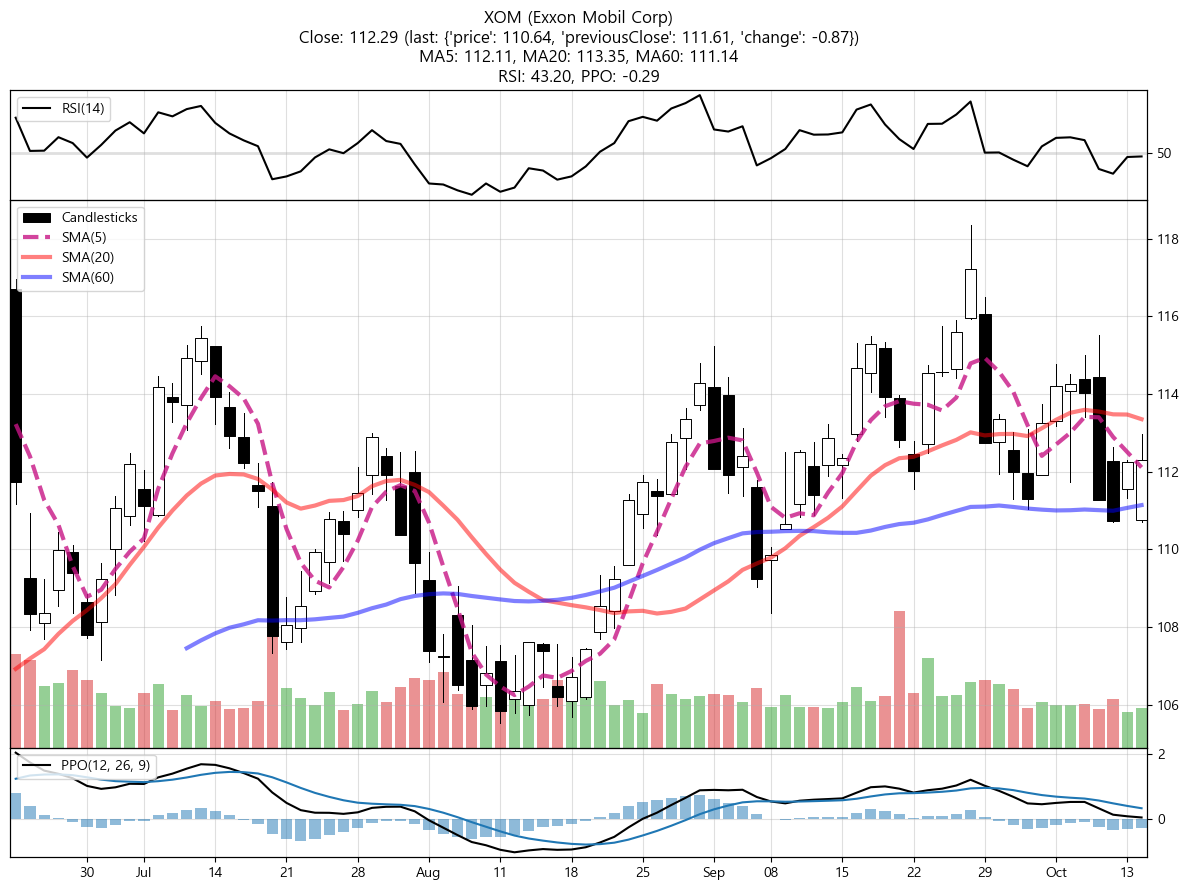 XOM (Exxon Mobil Corp)
Close: 112.29 (last: {'price': 110.64, 'previousClose': 111.61, 'change': -0.87})
MA5: 112.11, MA20: 113.35, MA60: 111.14
RSI: 43.20, PPO: -0.29
RSI(14)
50
Candlesticks
SMA(5)
SMA(20)
SMA(60)
118
116
114
112
110
108
106
PPO(12, 26, 9)
2
0
30 Jul 14 21 28 Aug 11 18 25 Sep 08 15 22 29 Oct 13